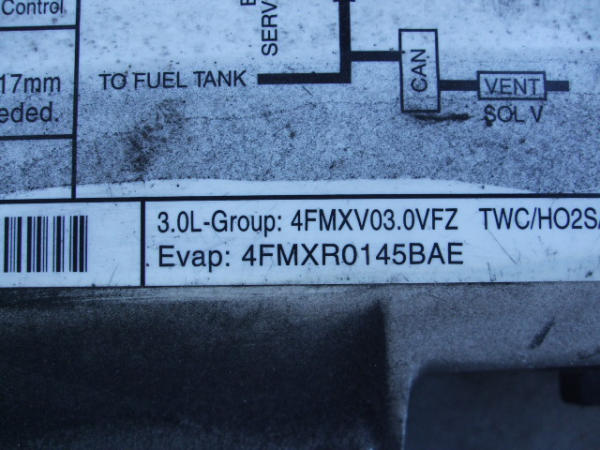 Control
17mm
eded.
SERV
TO FUEL TANK
CAN
VENT
SOL V
3.0L-Group: 4FMXV03.0VFZ TWC/HO2S/
Evap: 4FMXR0145BAE